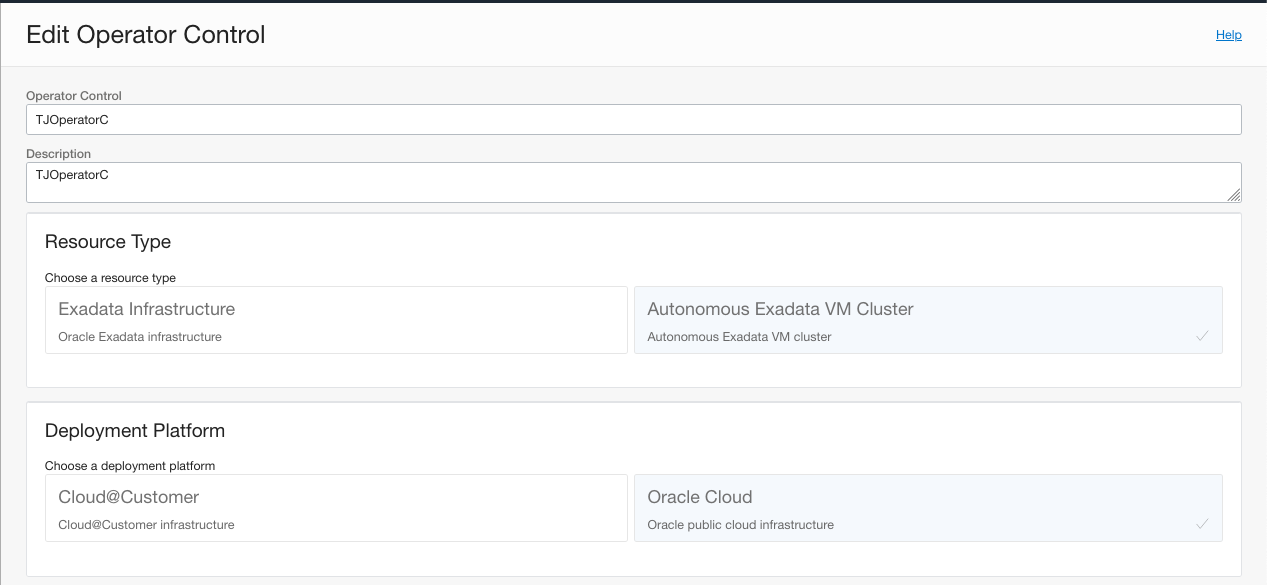 Edit Operator Control
Help
Operator Control
TJOperatorC
Description
TJOperatorC
Resource Type
Choose a resource type
Exadata Infrastructure
Oracle Exadata infrastructure
Autonomous Exadata VM Cluster
Autonomous Exadata VM cluster
Deployment Platform
Choose a deployment platform
Cloud@Customer
Cloud@Customer infrastructure
Oracle Cloud
Oracle public cloud infrastructure